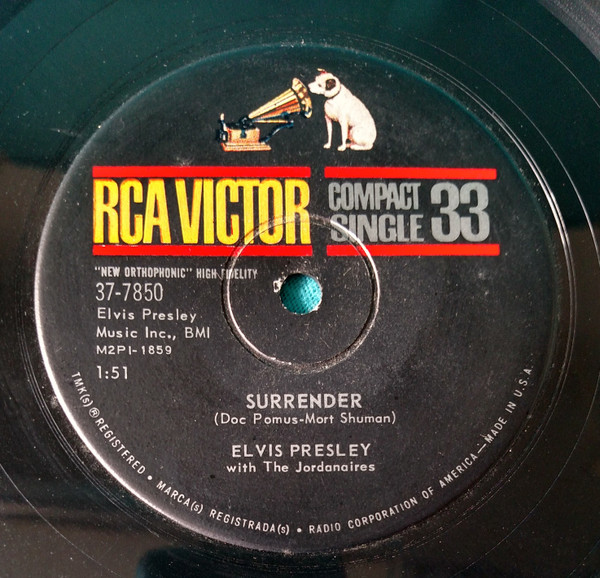 RCA VICTOR COMPACT SINGLE 33
"NEW ORTHOPHONIC" HIGH FIDELITY
37-7850
Elvis Presley
Music Inc., BMI
M2PI-1859
1:51
SURRENDER
(Doc Pomus-Mort Shuman)
ELVIS PRESLEY
with The Jordanaires
TMK(s) ® REGISTERED • MARCA(s) REGISTRADA(s) • RADIO CORPORATION OF AMERICA—MADE IN U.S.A.